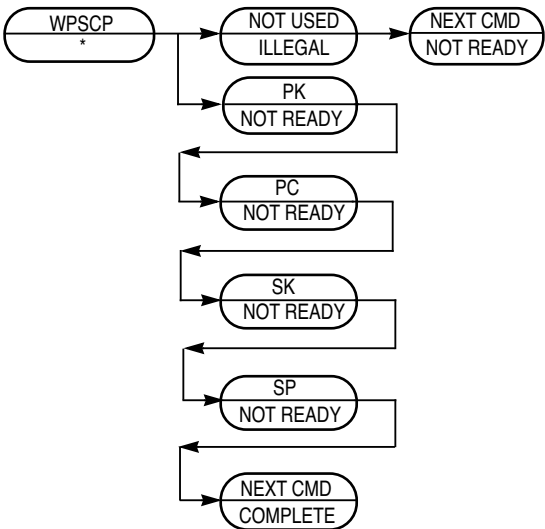 WPSCP
*
NOT USED
ILLEGAL
NEXT CMD
NOT READY
PK
NOT READY
PC
NOT READY
SK
NOT READY
SP
NOT READY
NEXT CMD
COMPLETE